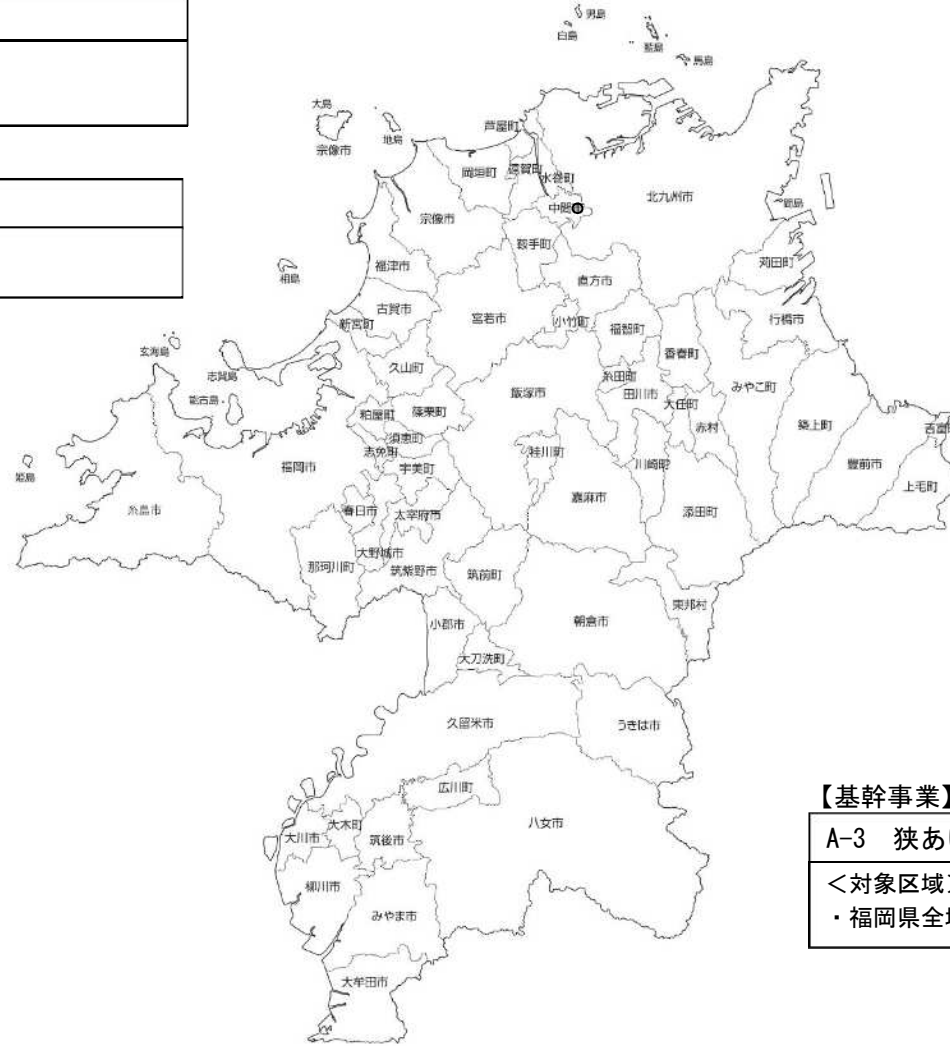 男島
白島
藍島
馬島
大島
地島
宗像市
芦屋町
岡垣町
遠賀町
水巻町
北九州市
中間
宗像市
鞍手町
苅田町
福津市
相島
直方市
古賀市
宮若市
小竹町
福智町
行橋市
新宮町
玄海島
久山町
香春町
みやこ町
志賀島
糸田町
飯塚市
田川市
能古島
大任町
粕屋町
篠栗町
赤村
築上町
須恵町
志免町
桂川町
川崎町
豊前市
福岡市
宇美町
姫島
上毛町
嘉麻市
糸島市
春日市
太宰府市
添田町
大野城市
那珂川町
筑紫野市
筑前町
東邦村
小郡市
朝倉市
大刀洗町
久留米市
うきは市
広川町
【基幹事業】
大木町
大川市
筑後市
八女市
A-3 狭あ
<対象区域
・福岡県全
柳川市
みやま市
大牟田市